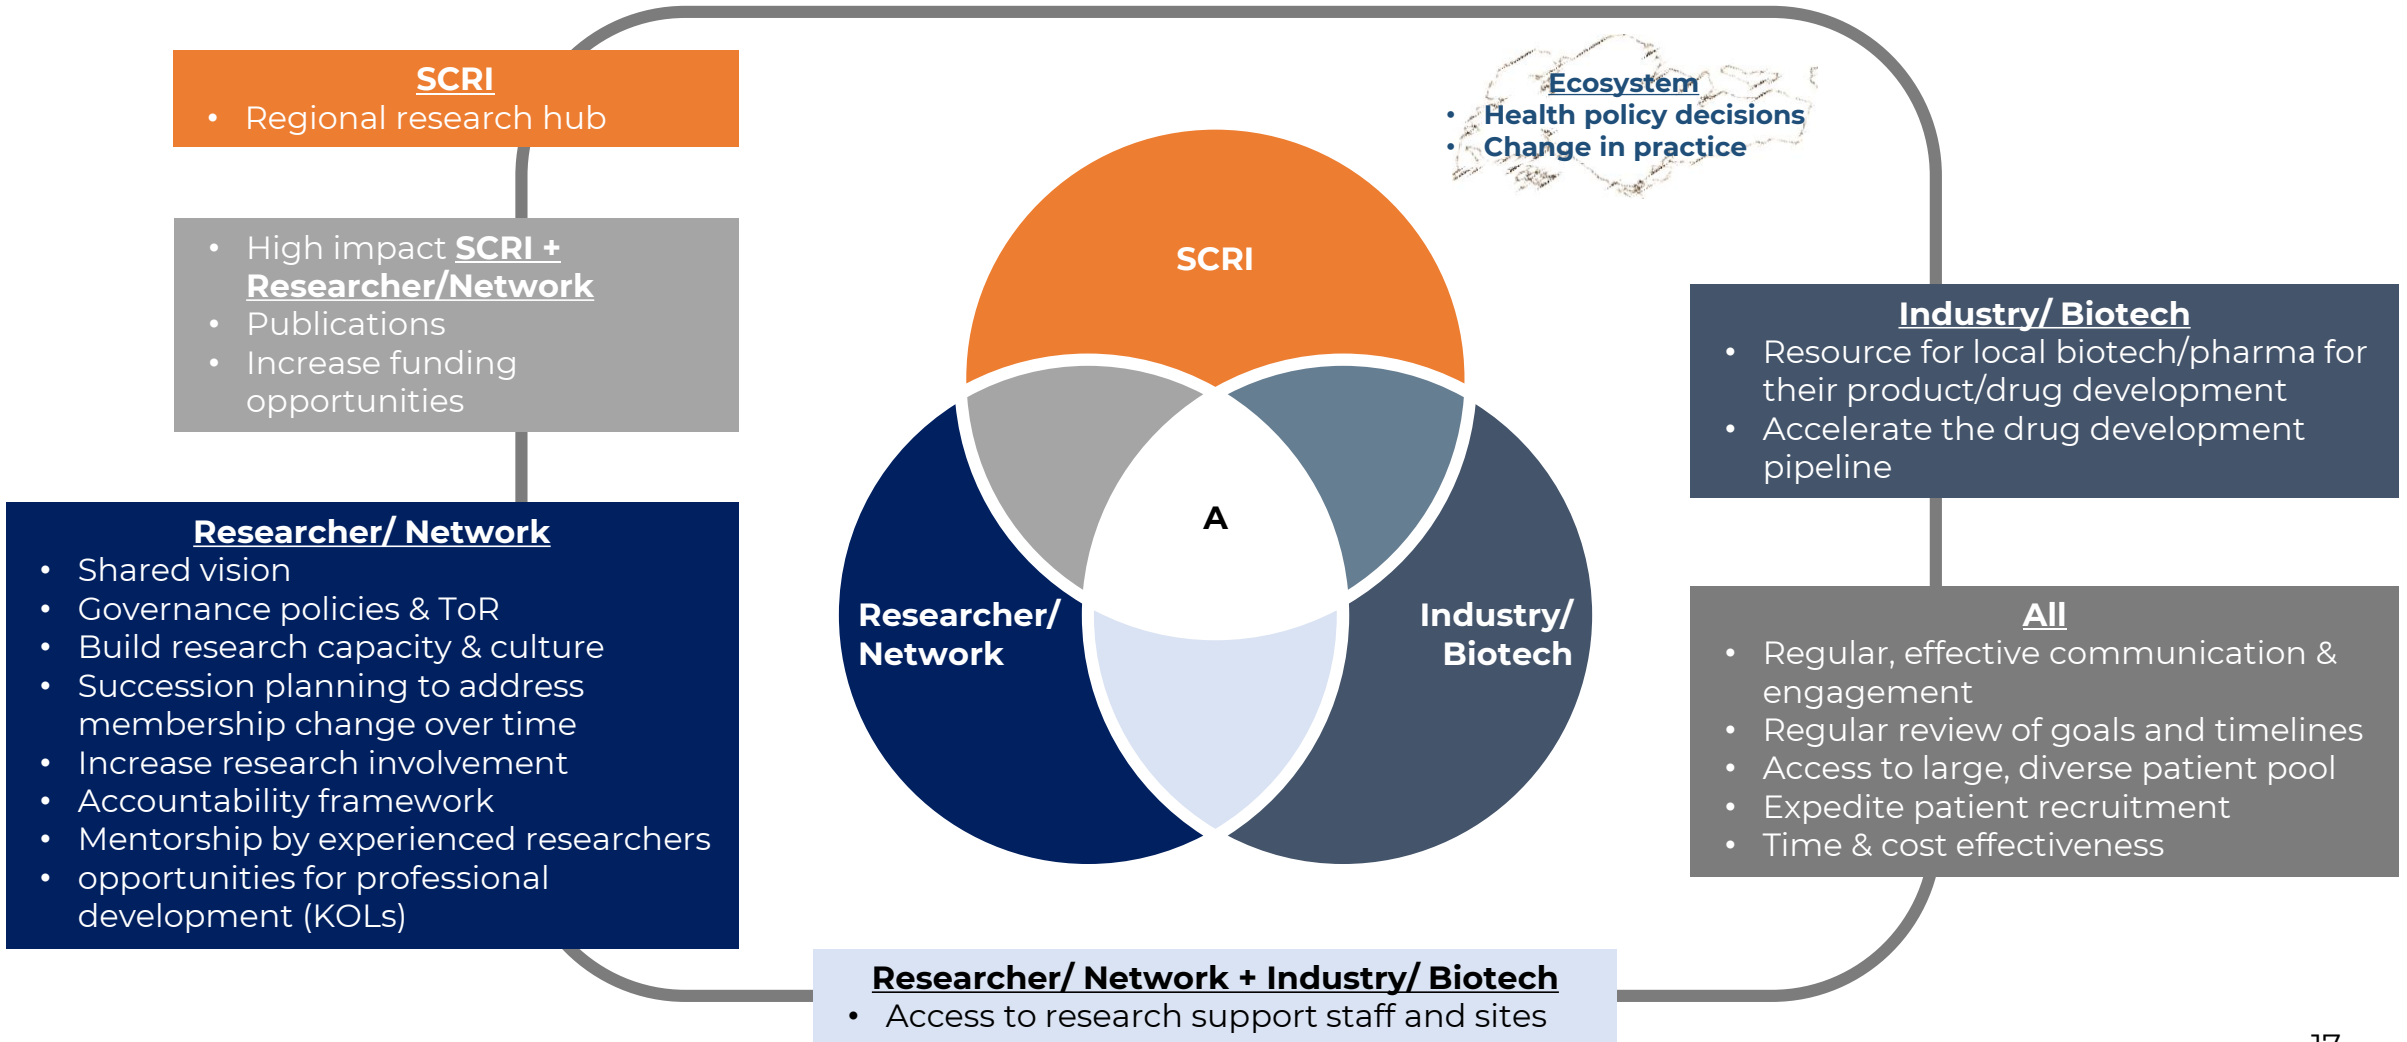 SCRI
• Regional research hub
• High impact SCRI +
Researcher/Network
• Publications
• Increase funding
opportunities
Researcher/ Network
• Shared vision
• Governance policies & ToR
• Build research capacity & culture
• Succession planning to address
membership change over time
• Increase research involvement
• Accountability framework
• Mentorship by experienced researchers
• opportunities for professional
development (KOLs)
Ecosystem
• Health policy decisions
• Change in practice
SCRI
A
Researcher/
Network
Industry/
Biotech
Industry/ Biotech
• Resource for local biotech/pharma for
their product/drug development
• Accelerate the drug development
pipeline
All
• Regular, effective communication &
engagement
• Regular review of goals and timelines
• Access to large, diverse patient pool
• Expedite patient recruitment
• Time & cost effectiveness
Researcher/ Network + Industry/ Biotech
• Access to research support staff and sites
17